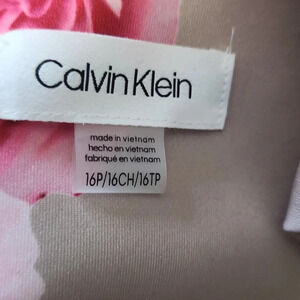 Calvin Klein
made in vietnam
hecho en vietnam
fabriqué en vietnam
16P/16CH/16TP